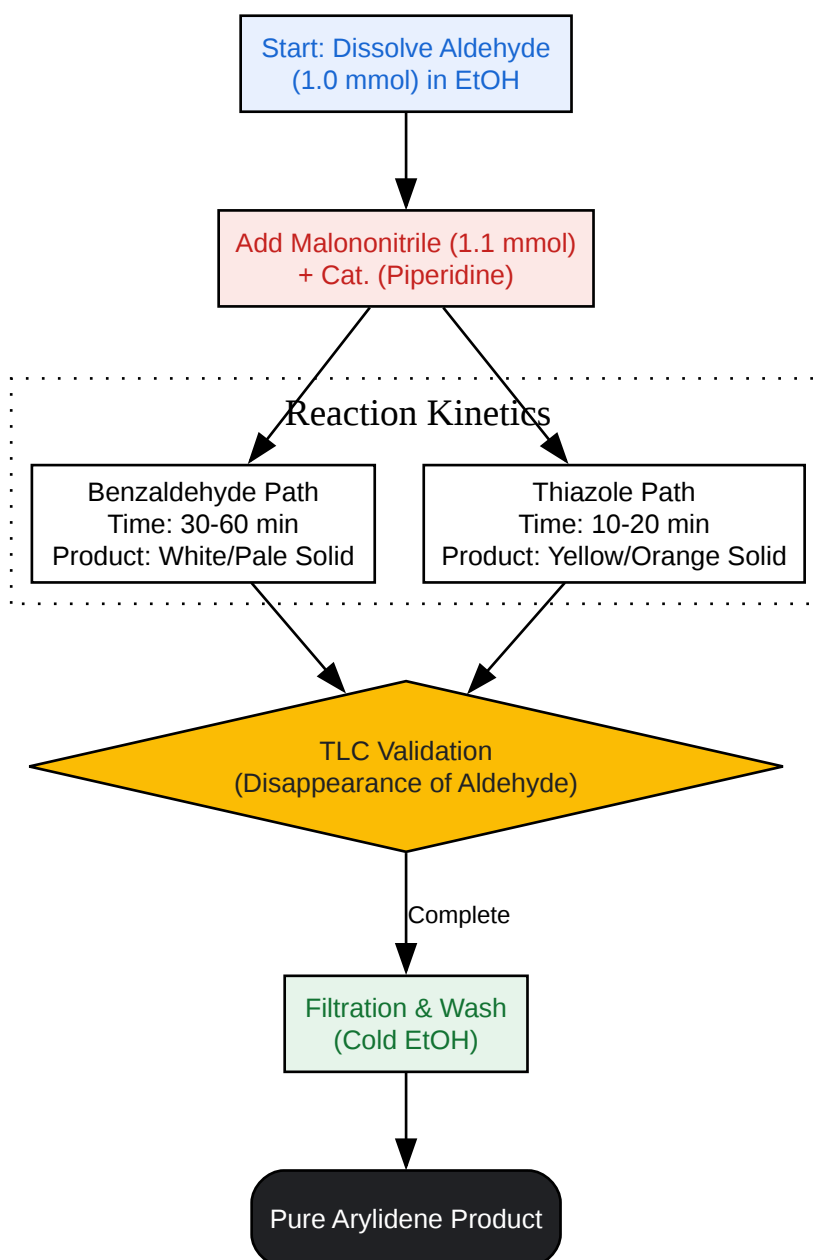 Start: Dissolve Aldehyde
(1.0 mmol) in EtOH
Add Malononitrile (1.1 mmol)
+ Cat. (Piperidine)
Reaction Kinetics
Benzaldehyde Path
Time: 30-60 min
Product: White/Pale Solid
Thiazole Path
Time: 10-20 min
Product: Yellow/Orange Solid
TLC Validation
(Disappearance of Aldehyde)
Complete
Filtration & Wash
(Cold EtOH)
Pure Arylidene Product